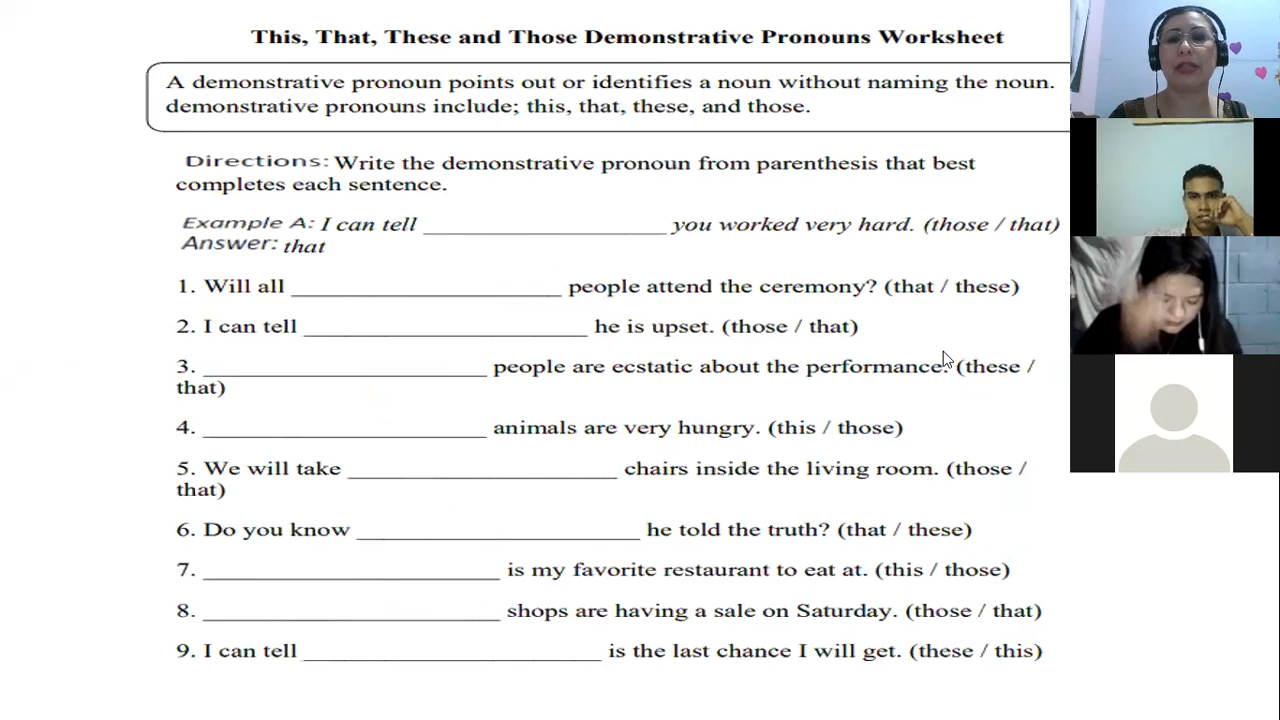 This, That, These and Those Demonstrative Pronouns Worksheet
A demonstrative pronoun points out or identifies a noun without naming the noun.
demonstrative pronouns include; this, that, these, and those.
Directions: Write the demonstrative pronoun from parenthesis that best
completes each sentence.
Example A: I can tell ______________________ you worked very hard. (those / that)
Answer: that
1. Will all ________________________ people attend the ceremony? (that / these)
2. I can tell _________________________ he is upset. (those / that)
3. _________________________ people are ecstatic about the performance. (these /
that)
4. _________________________ animals are very hungry. (this / those)
5. We will take ________________________ chairs inside the living room. (those /
that)
6. Do you know _________________________ he told the truth? (that / these)
7. __________________________ is my favorite restaurant to eat at. (this / those)
8. __________________________ shops are having a sale on Saturday. (those / that)
9. I can tell __________________________ is the last chance I will get. (these / this)